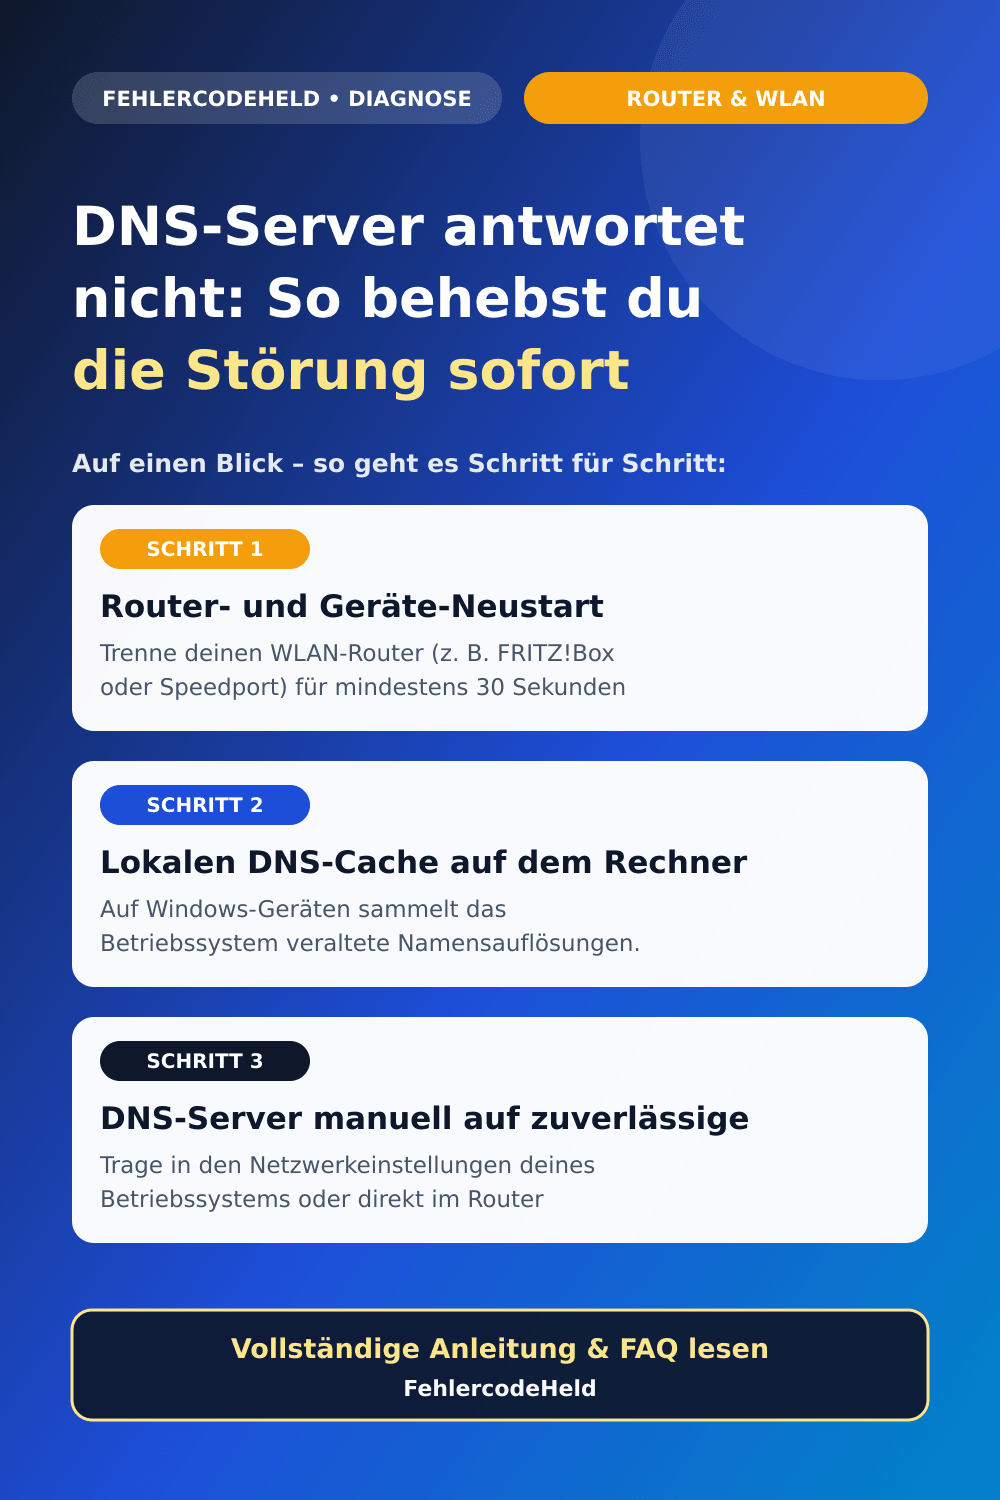 FEHLERCODEHELD • DIAGNOSE
ROUTER & WLAN
DNS-Server antwortet
nicht: So behebst du
die Störung sofort
Auf einen Blick – so geht es Schritt für Schritt:
SCHRITT 1
Router- und Geräte-Neustart
Trenne deinen WLAN-Router (z. B. FRITZ!Box
oder Speedport) für mindestens 30 Sekunden
SCHRITT 2
Lokalen DNS-Cache auf dem Rechner
Auf Windows-Geräten sammelt das
Betriebssystem veraltete Namensauflösungen.
SCHRITT 3
DNS-Server manuell auf zuverlässige
Trage in den Netzwerkeinstellungen deines
Betriebssystems oder direkt im Router
Vollständige Anleitung & FAQ lesen
FehlercodeHeld